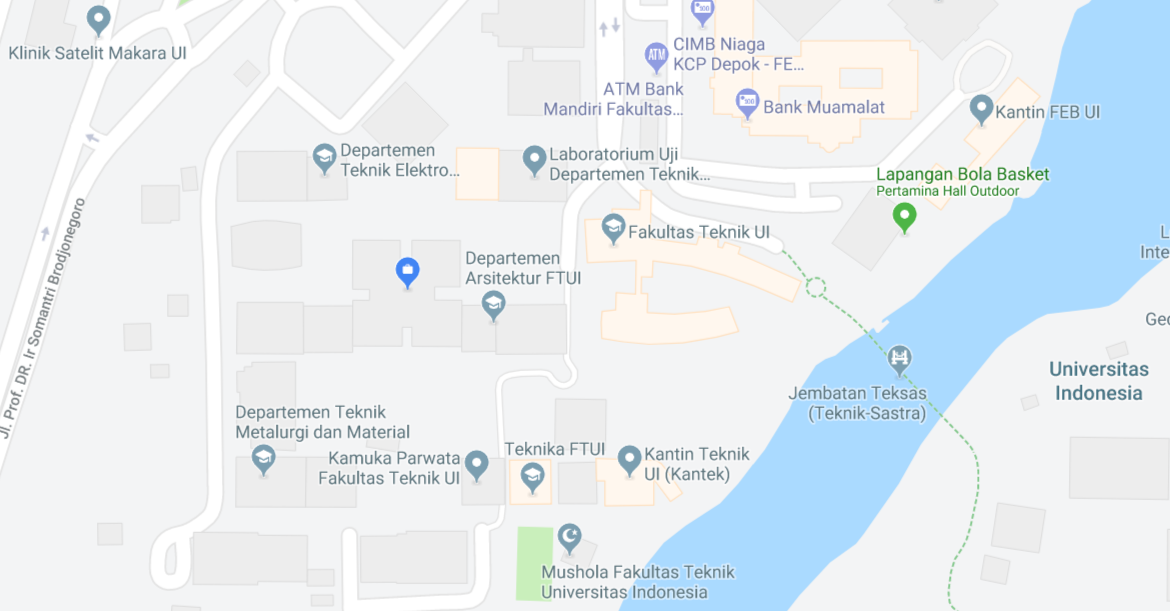 Klinik Satelit Makara UI
CIMB Niaga
KCP Depok - FE...
ATM
ATM Bank
Mandiri Fakultas...
Bank Muamalat
Kantin FEB UI
Departemen
Teknik Elektro...
Laboratorium Uji
Departemen Teknik...
Lapangan Bola Basket
Pertamina Hall Outdoor
Fakultas Teknik UI
Departemen
Arsitektur FTUI
Jl. Prof. DR. Ir Somantri Brodjonegoro
L
Inte
Geo
Universitas
Indonesia
Jembatan Teksas
(Teknik-Sastra)
Departemen Teknik
Metalurgi dan Material
Kamuka Parwata
Fakultas Teknik UI
Teknika FTUI
Kantin Teknik
UI (Kantek)
Mushola Fakultas Teknik
Universitas Indonesia